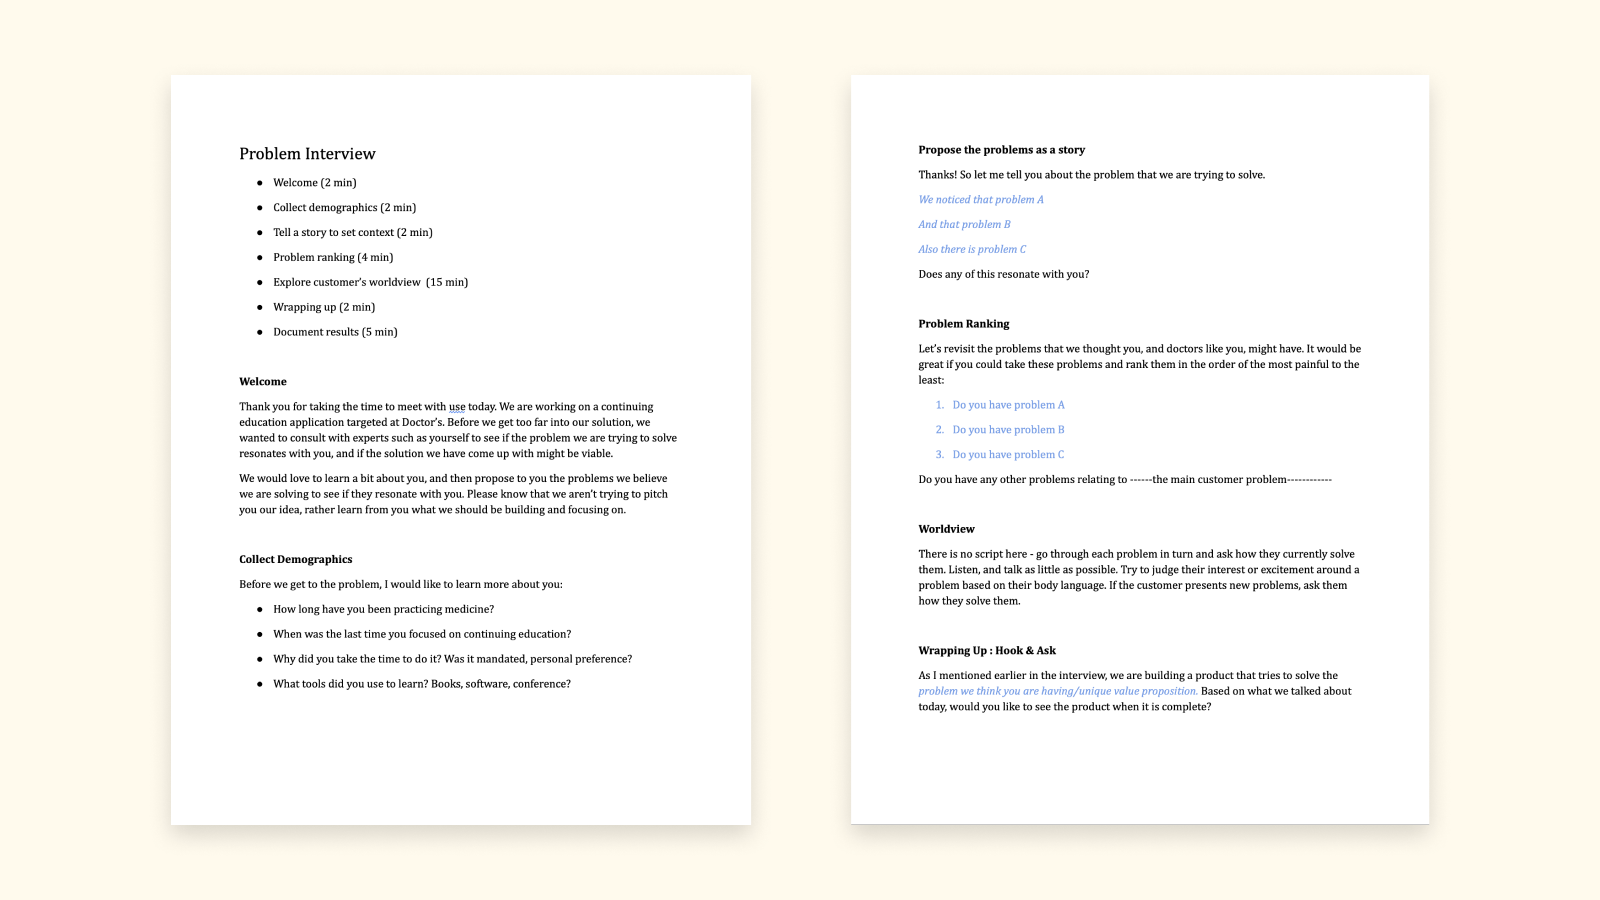 Problem Interview
● Welcome (2 min)
● Collect demographics (2 min)
● Tell a story to set context (2 min)
● Problem ranking (4 min)
● Explore customer’s worldview  (15 min)
● Wrapping up (2 min)
● Document results (5 min)
Welcome
Thank you for taking the time to meet with use today. We are working on a continuing
education application targeted at Doctor’s. Before we get too far into our solution, we
wanted to consult with experts such as yourself to see if the problem we are trying to solve
resonates with you, and if the solution we have come up with might be viable.
We would love to learn a bit about you, and then propose to you the problems we believe
we are solving to see if they resonate with you. Please know that we aren’t trying to pitch
you our idea, rather learn from you what we should be building and focusing on.
Collect Demographics
Before we get to the problem, I would like to learn more about you:
● How long have you been practicing medicine?
● When was the last time you focused on continuing education?
● Why did you take the time to do it? Was it mandated, personal preference?
● What tools did you use to learn? Books, software, conference?
Propose the problems as a story
Thanks! So let me tell you about the problem that we are trying to solve.
We noticed that problem A
And that problem B
Also there is problem C
Does any of this resonate with you?
Problem Ranking
Let’s revisit the problems that we thought you, and doctors like you, might have. It would be
great if you could take these problems and rank them in the order of the most painful to the
least:
1. Do you have problem A
2. Do you have problem B
3. Do you have problem C
Do you have any other problems relating to ------the main customer problem------------
Worldview
There is no script here - go through each problem in turn and ask how they currently solve
them. Listen, and talk as little as possible. Try to judge their interest or excitement around a
problem based on their body language. If the customer presents new problems, ask them
how they solve them.
Wrapping Up : Hook & Ask
As I mentioned earlier in the interview, we are building a product that tries to solve the
problem we think you are having/unique value proposition. Based on what we talked about
today, would you like to see the product when it is complete?